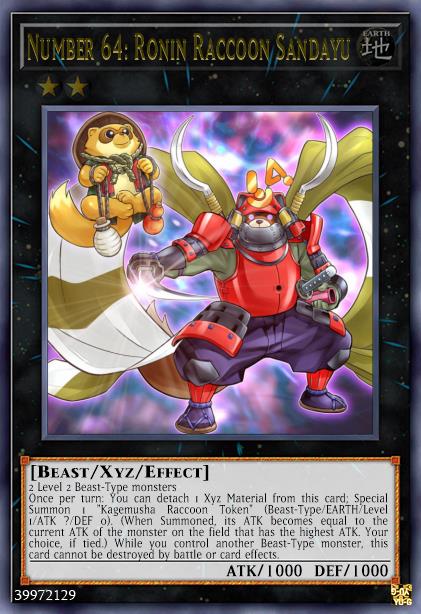 Number 64: Ronin Raccoon Sandayu
EARTH
地
64
[Beast/Xyz/Effect]
2 Level 2 Beast-Type monsters
Once per turn: You can detach 1 Xyz Material from this card; Special
Summon 1 "Kagemusha Raccoon Token" (Beast-Type/EARTH/Level
1/ATK ?/DEF 0). (When Summoned, its ATK becomes equal to the
current ATK of the monster on the field that has the highest ATK. Your
choice, if tied.) While you control another Beast-Type monster, this
card cannot be destroyed by battle or card effects.
ATK/1000 DEF/1000
39972129